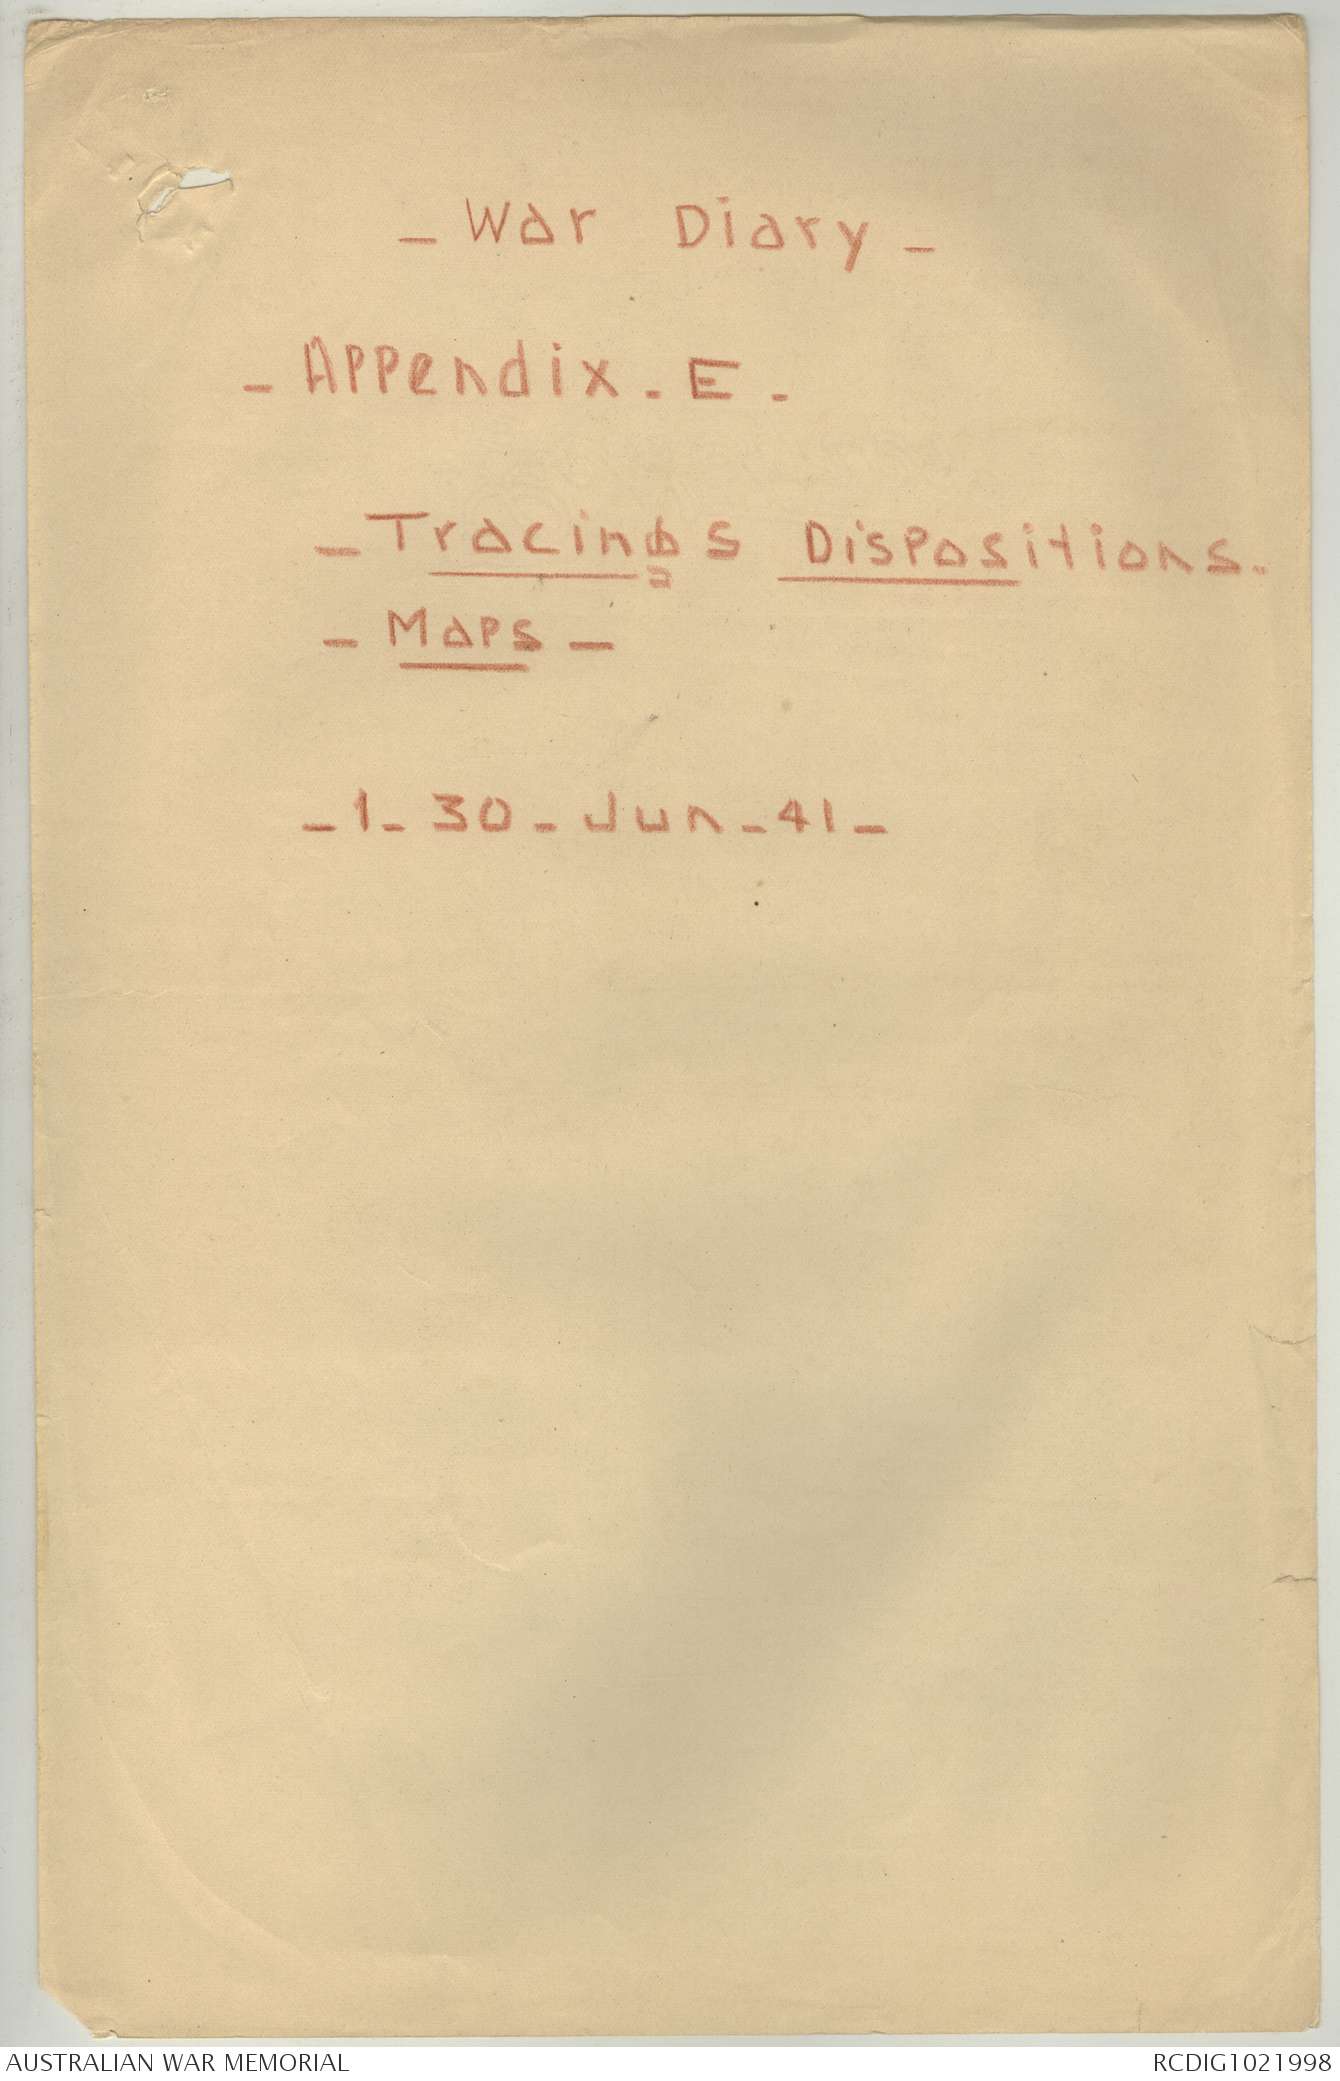 - War Diary -
- Appendix - E -
- Tracings Dispositions.
- Maps -
- 1 - 30 - Jun - 41 -
AUSTRALIAN WAR MEMORIAL RCDIG1021998